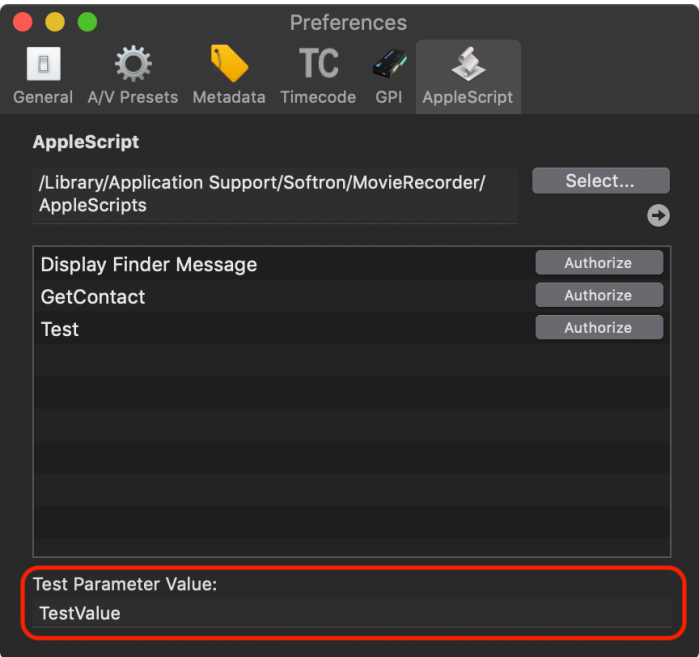 Preferences
General A/V Presets Metadata TC Timecode GPI AppleScript
AppleScript
/Library/Application Support/Softron/MovieRecorder/
AppleScripts
Select...
Display Finder Message Authorize
GetContact Authorize
Test Authorize
Test Parameter Value:
TestValue